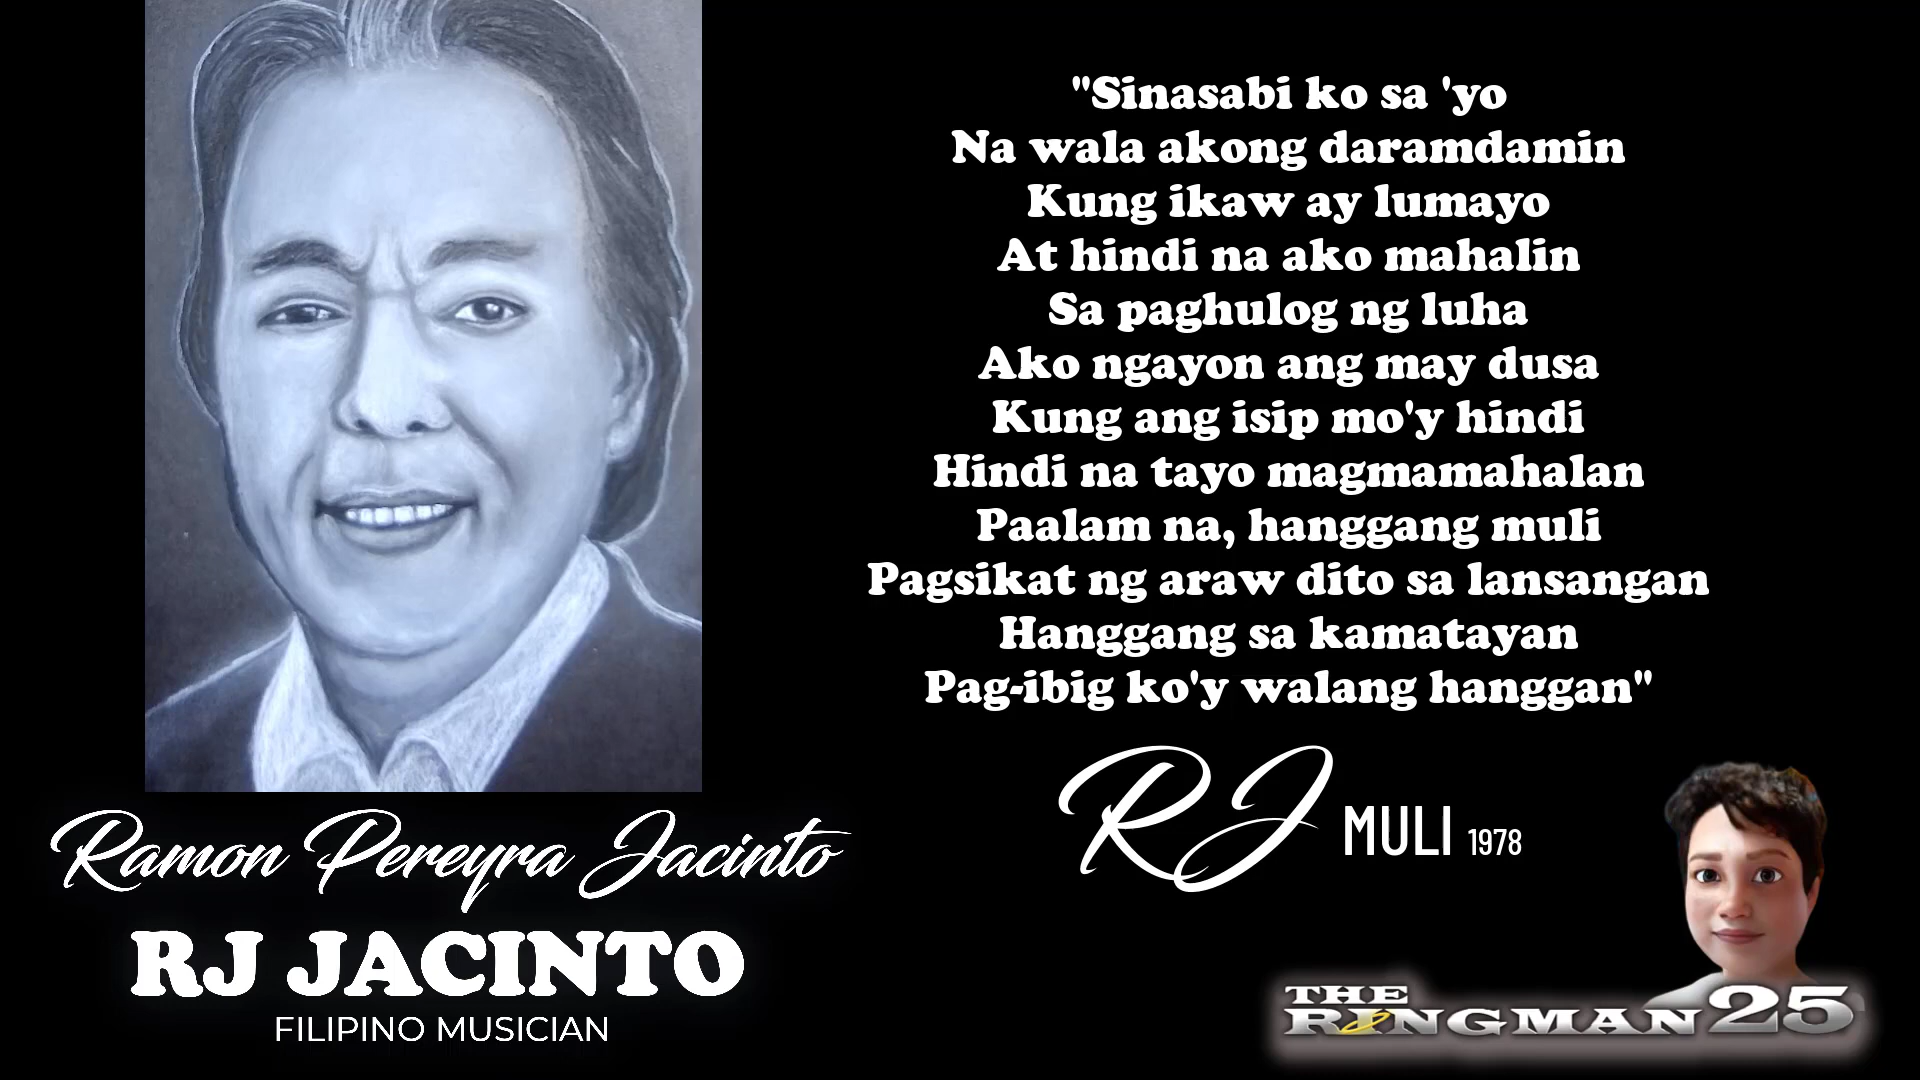 "Sinasabi ko sa 'yo
Na wala akong daramdamin
Kung ikaw ay lumayo
At hindi na ako mahalin
Sa paghulog ng luha
Ako ngayon ang may dusa
Kung ang isip mo'y hindi
Hindi na tayo magmamahalan
Paalam na, hanggang muli
Pagsikat ng araw dito sa lansangan
Hanggang sa kamatayan
Pag-ibig ko'y walang hanggan"
RJ MULI 1978
Ramon Pereyra Jacinto
RJ JACINTO
FILIPINO MUSICIAN
THE
RINGMAN 25